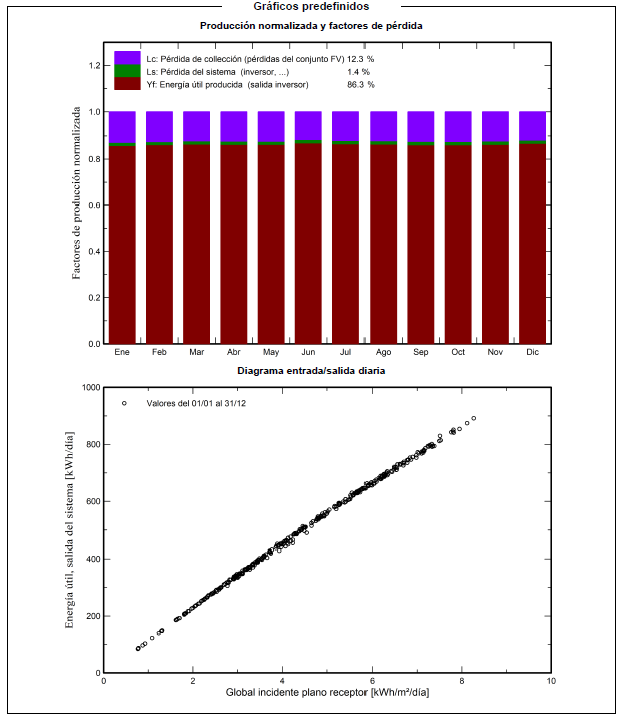 Gráficos predefinidos
Producción normalizada y factores de pérdida
Lc: Pérdida de collección (pérdidas del conjunto FV) 12.3 %
Ls: Pérdida del sistema (inversor, ...) 1.4 %
Yf: Energía útil producida (salida inversor) 86.3 %
Factores de producción normalizada
1.2
1.0
0.8
0.6
0.4
0.2
0.0
Ene Feb Mar Abr May Jun Jul Ago Sep Oct Nov Dic
Diagrama entrada/salida diaria
Valores del 01/01 al 31/12
Energía útil, salida del sistema [kWh/día]
1000
800
600
400
200
0
0 2 4 6 8 10
Global incidente plano receptor [kWh/m²/día]